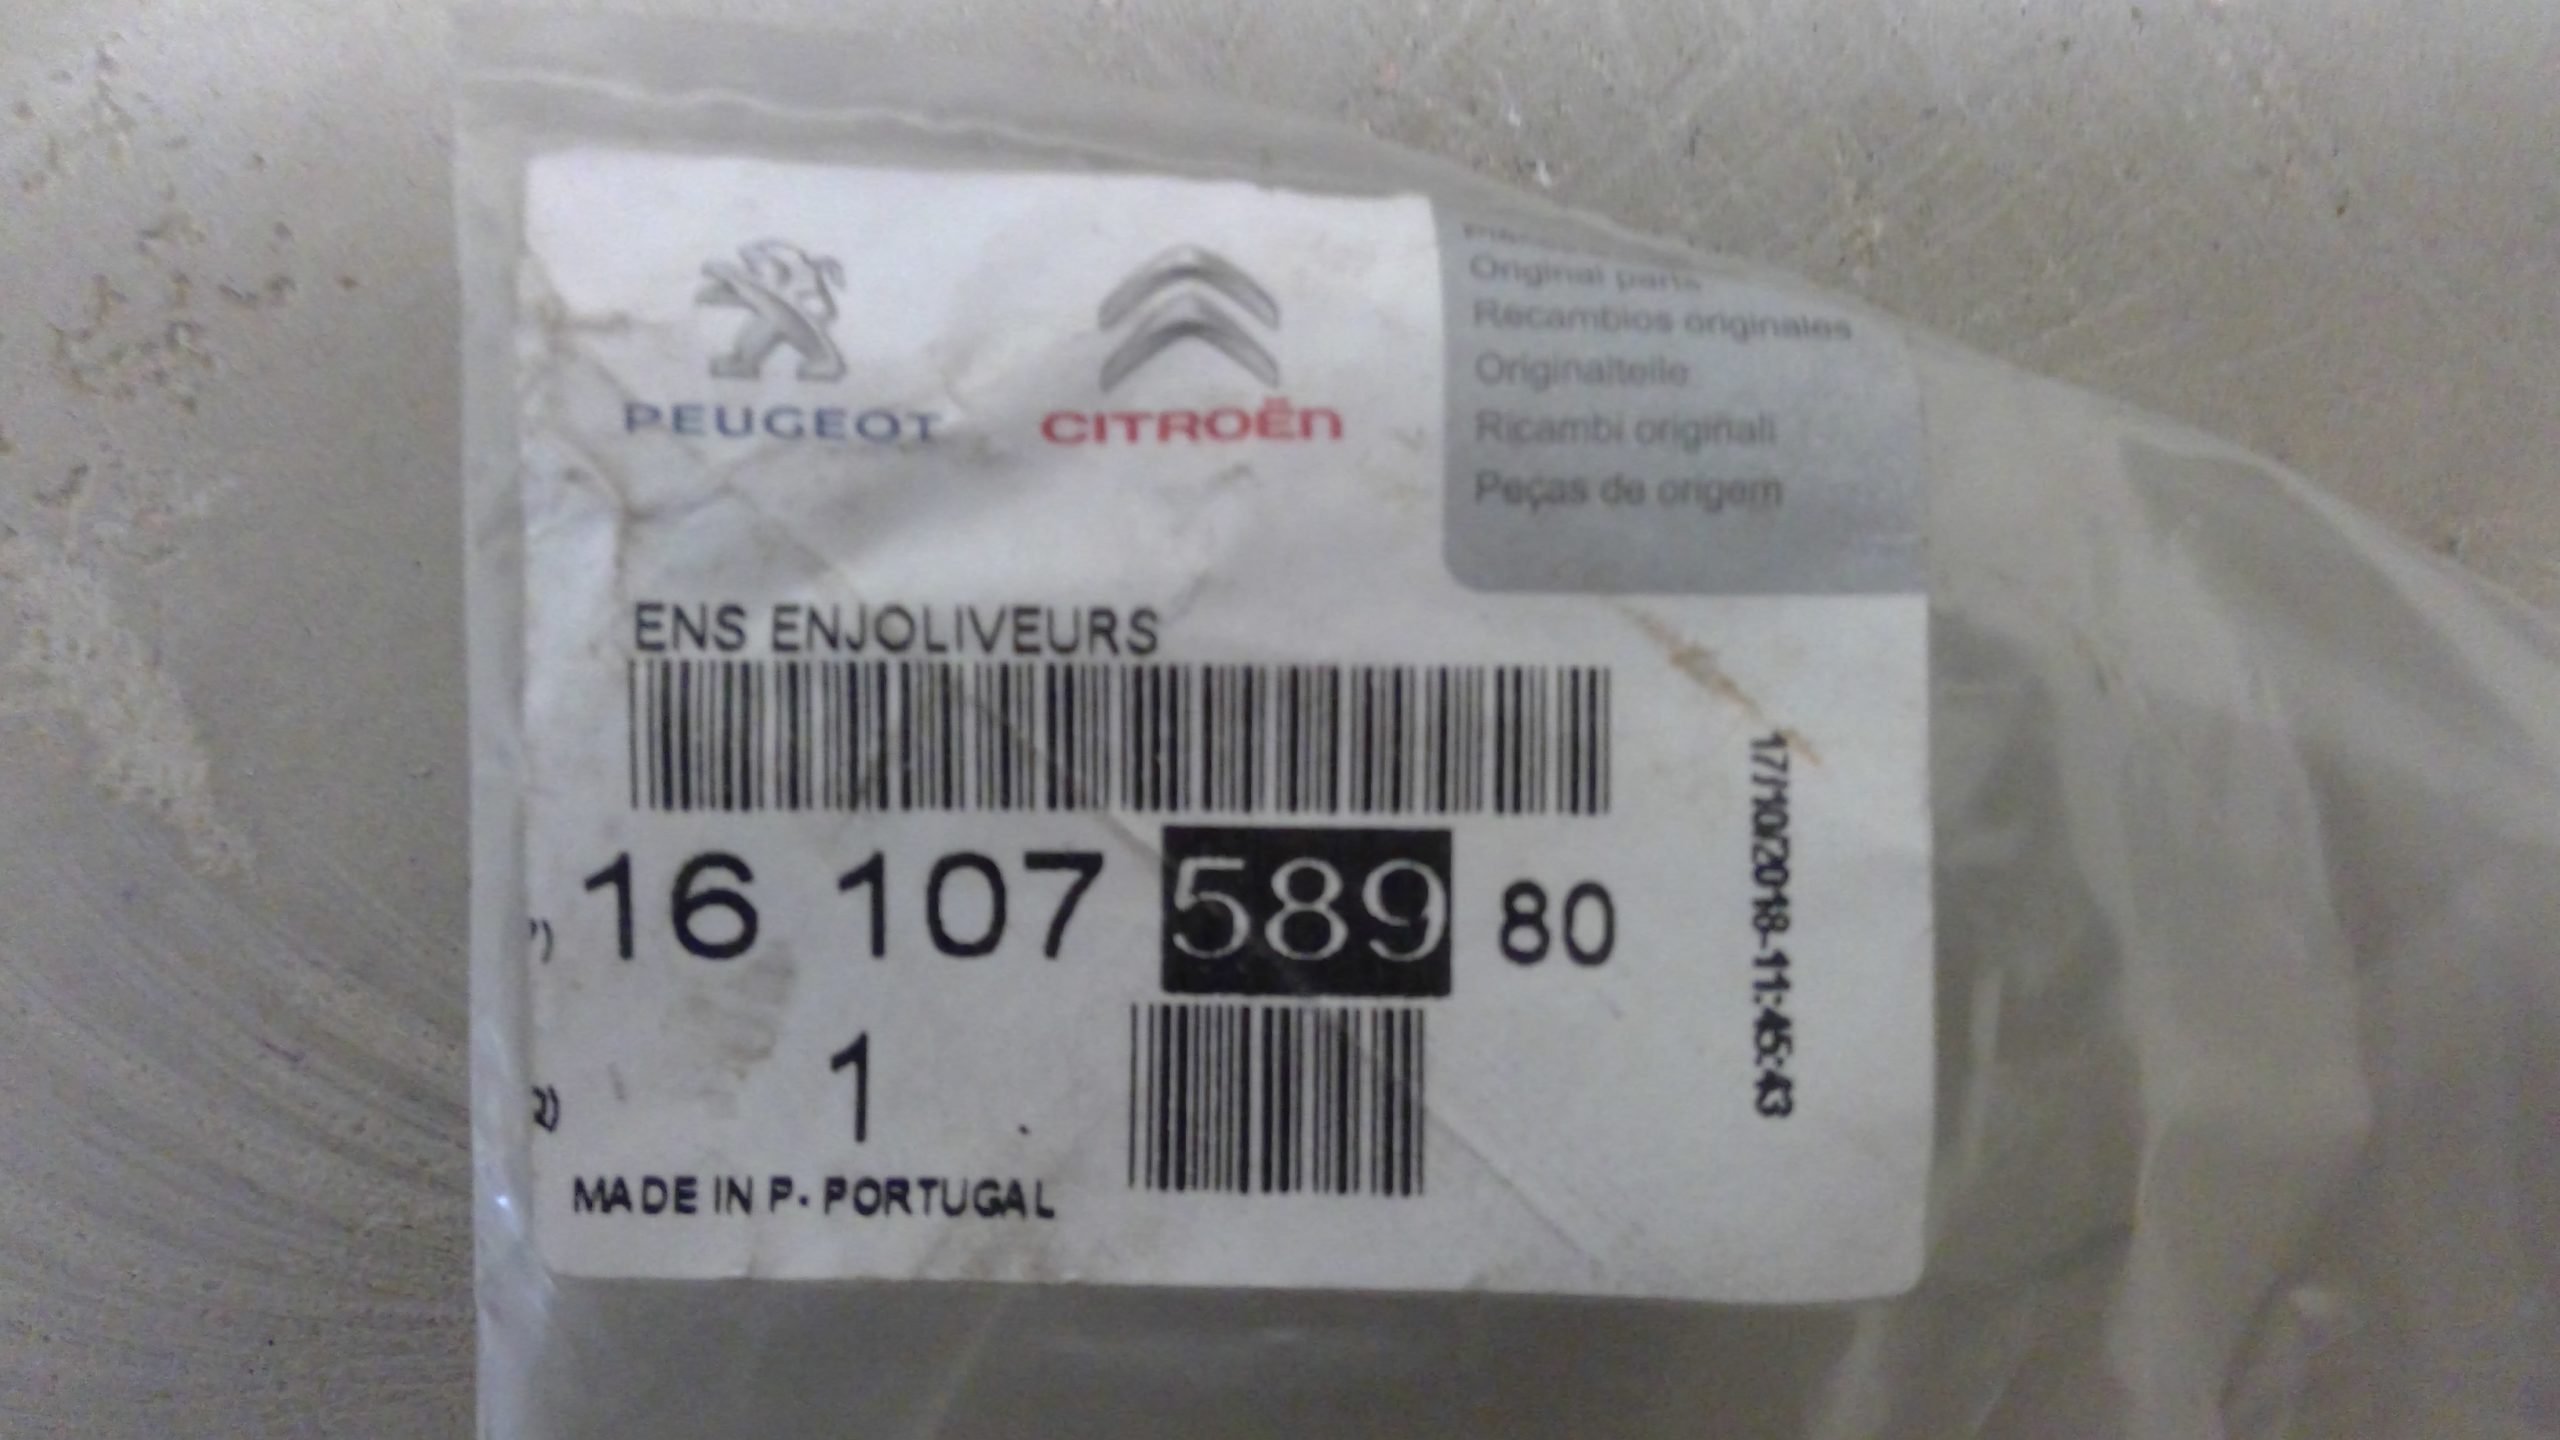 PEUGEOT
CITROËN
Original parts
Recambios originales
Originalteile
Ricambi originali
Peças de origem
ENS ENJOLIVEURS
16 107 589 80
1
2)
MADE IN P- PORTUGAL
17/10/2018-11:45:43